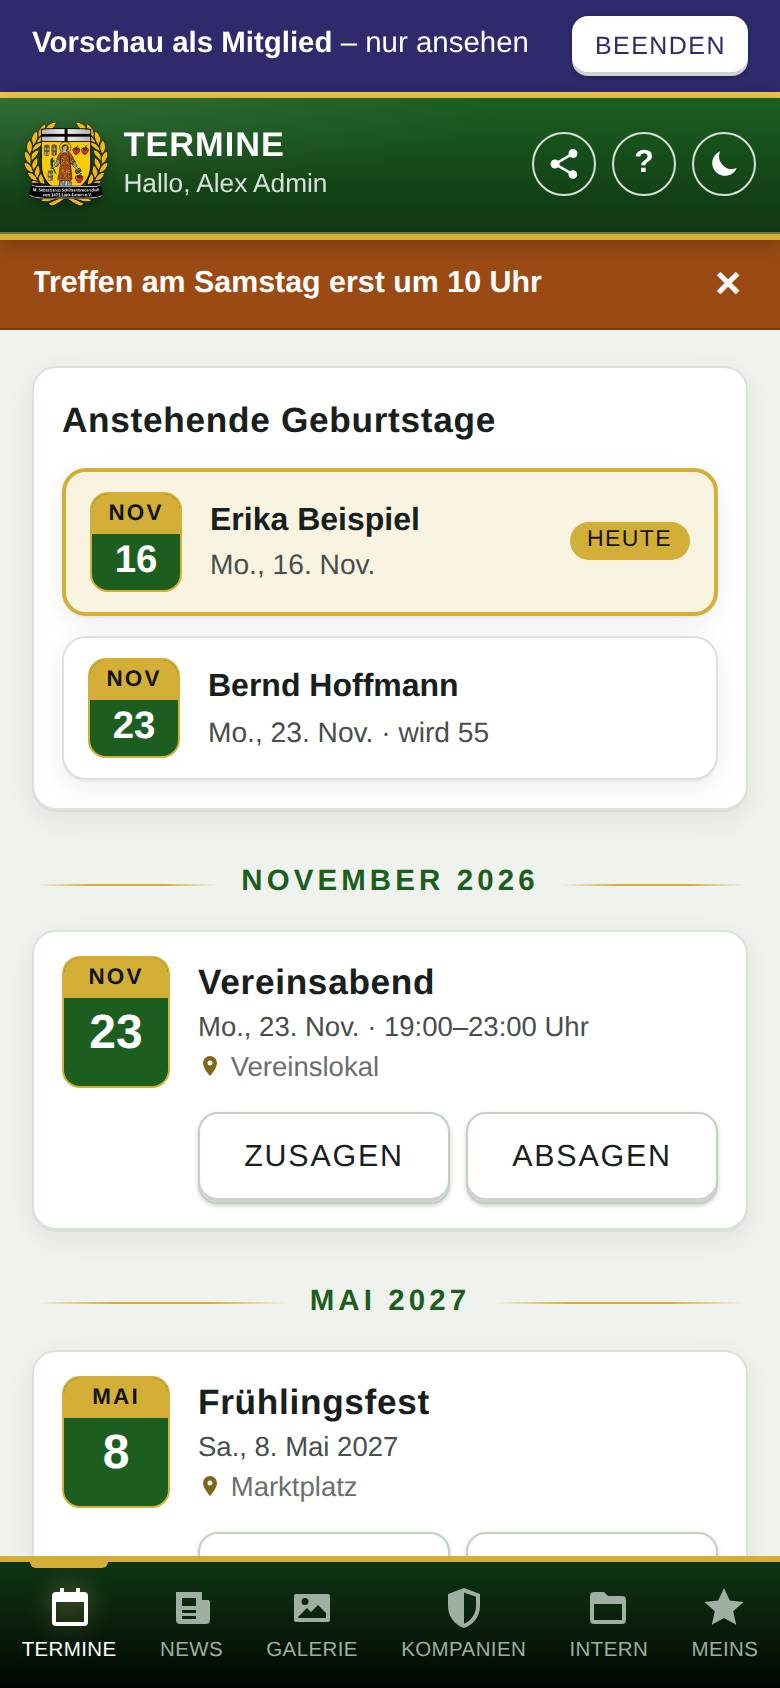 Vorschau als Mitglied – nur ansehen
BEENDEN
TERMINE
Hallo, Alex Admin
?
Treffen am Samstag erst um 10 Uhr
Anstehende Geburtstage
NOV
16
Erika Beispiel
Mo., 16. Nov.
HEUTE
NOV
23
Bernd Hoffmann
Mo., 23. Nov. · wird 55
NOVEMBER 2026
NOV
23
Vereinsabend
Mo., 23. Nov. · 19:00–23:00 Uhr
Vereinslokal
ZUSAGEN
ABSAGEN
MAI 2027
MAI
8
Frühlingsfest
Sa., 8. Mai 2027
Marktplatz
TERMINE
NEWS
GALERIE
KOMPANIEN
INTERN
MEINS